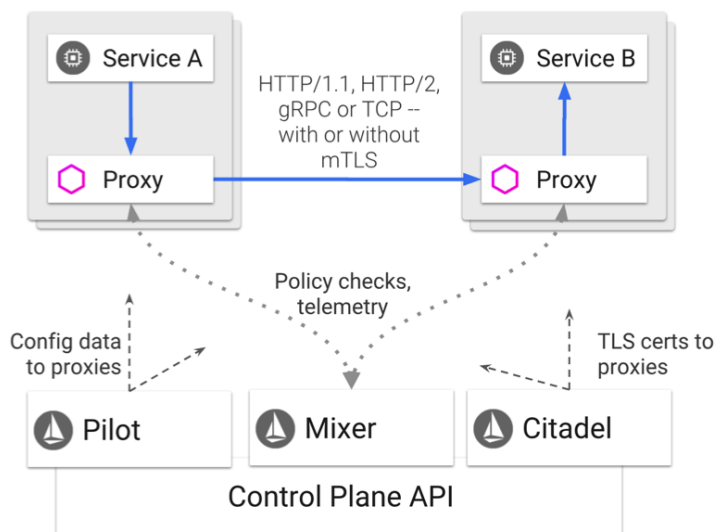 Service A
Service B
HTTP/1.1, HTTP/2,
gRPC or TCP --
with or without
mTLS
Proxy
Proxy
Policy checks,
telemetry
Config data
to proxies
TLS certs to
proxies
Pilot
Mixer
Citadel
Control Plane API